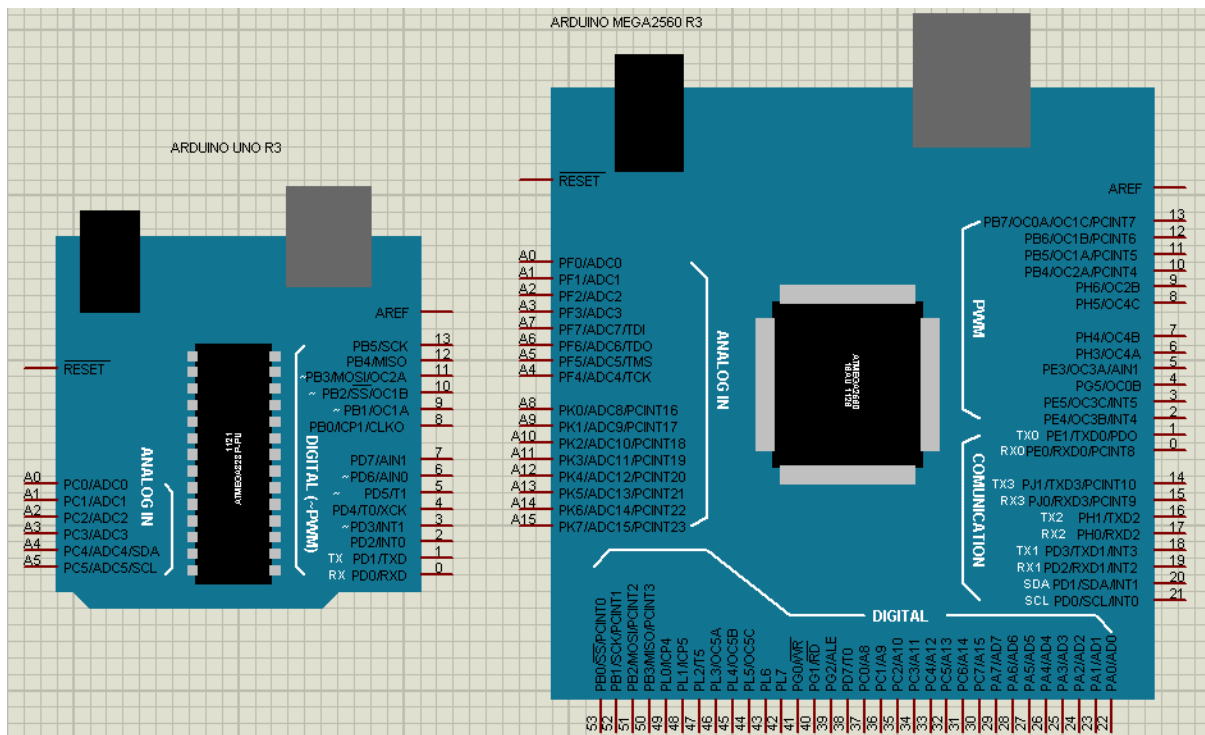 ARDUINO UNO R3
RESET
AREF
13 PB5/SCK
12 PB4/MISO
11 ~PB3/MOSI/OC2A
10 ~ PB2/SS/OC1B
9 ~ PB1/OC1A
8 PB0/ICP1/CLKO
7 PD7/AIN1
6 ~PD6/AIN0
5 ~ PD5/T1
4 PD4/T0/XCK
3 ~PD3/INT1
2 PD2/INT0
1 TX PD1/TXD
0 RX PD0/RXD
DIGITAL (~PWM)
1121
ANALOG IN
A0 PC0/ADC0
A1 PC1/ADC1
A2 PC2/ADC2
A3 PC3/ADC3
A4 PC4/ADC4/SDA
A5 PC5/ADC5/SCL
ARDUINO MEGA2560 R3
RESET
AREF
A0 PF0/ADC0
A1 PF1/ADC1
A2 PF2/ADC2
A3 PF3/ADC3
A7 PF7/ADC7/TDI
A6 PF6/ADC6/TDO
A5 PF5/ADC5/TMS
A4 PF4/ADC4/TCK
A8 PK0/ADC8/PCINT16
A9 PK1/ADC9/PCINT17
A10 PK2/ADC10/PCINT18
A11 PK3/ADC11/PCINT19
A12 PK4/ADC12/PCINT20
A13 PK5/ADC13/PCINT21
A14 PK6/ADC14/PCINT22
A15 PK7/ADC15/PCINT23
ANALOG IN
PB7/OC0A/OC1C/PCINT7 13
PB6/OC1B/PCINT6 12
PB5/OC1A/PCINT5 11
PB4/OC2A/PCINT4 10
PH6/OC2B 9
PH5/OC4C 8
PH4/OC4B 7
PH3/OC4A 6
PE3/OC3A/AIN1 5
PG5/OC0B 4
PE5/OC3C/INT5 3
PE4/OC3B/INT4 2
PWM
TX0 PE1/TXD0/PDO 1
RX0 PE0/RXD0/PCINT8 0
TX3 PJ1/TXD3/PCINT10 14
RX3 PJ0/RXD3/PCINT9 15
TX2 PH1/TXD2 16
RX2 PH0/RXD2 17
TX1 PD3/TXD1/INT3 18
RX1 PD2/RXD1/INT2 19
SDA PD1/SDA/INT1 20
SCL PD0/SCL/INT0 21
COMUNICATION
DIGITAL
53 PB0/SS/PCINT0
52 PB1/SCK/PCINT1
51 PB2/MOSI/PCINT2
50 PB3/MISO/PCINT3
49 PL0/ICP4
48 PL1/ICP5
47 PL2/T5
46 PL3/OC5A
45 PL4/OC5B
44 PL5/OC5C
43 PL6
42 PL7
41 PG0/WR
40 PG1/RD
39 PG2/ALE
38 PD7/T0
37 PC0/A8
36 PC1/A9
35 PC2/A10
34 PC3/A11
33 PC4/A12
32 PC5/A13
31 PC6/A14
30 PC7/A15
29 PA7/AD7
28 PA6/AD6
27 PA5/AD5
26 PA4/AD4
25 PA3/AD3
24 PA2/AD2
23 PA1/AD1
22 PA0/AD0